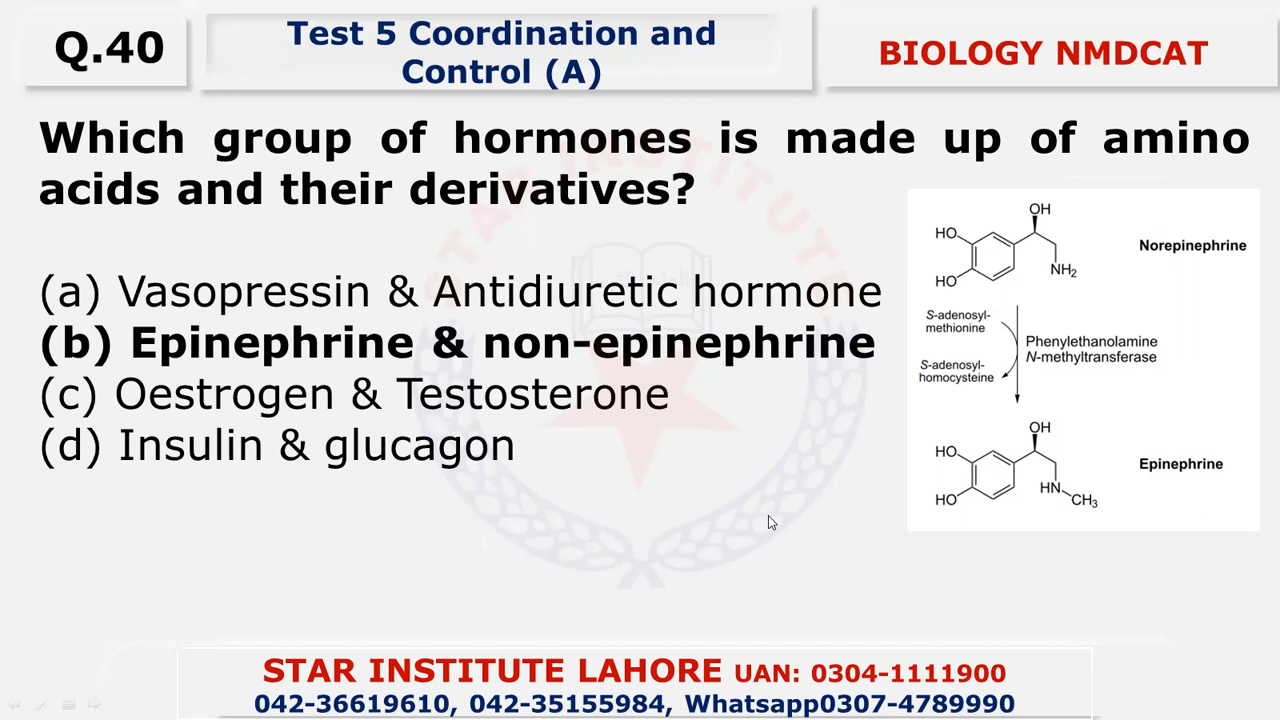 Q.40
Test 5 Coordination and
Control (A)
BIOLOGY NMDCAT
Which group of hormones is made up of amino
acids and their derivatives?
(a) Vasopressin & Antidiuretic hormone
(b) Epinephrine & non-epinephrine
(c) Oestrogen & Testosterone
(d) Insulin & glucagon
OH
HO
HO
NH2
Norepinephrine
S-adenosyl-
methionine
Phenylethanolamine
N-methyltransferase
S-adenosyl-
homocysteine
OH
HO
HO
HN
CH3
Epinephrine
STAR INSTITUTE
STAR INSTITUTE LAHORE UAN: 0304-1111900
042-36619610, 042-35155984, Whatsapp0307-4789990